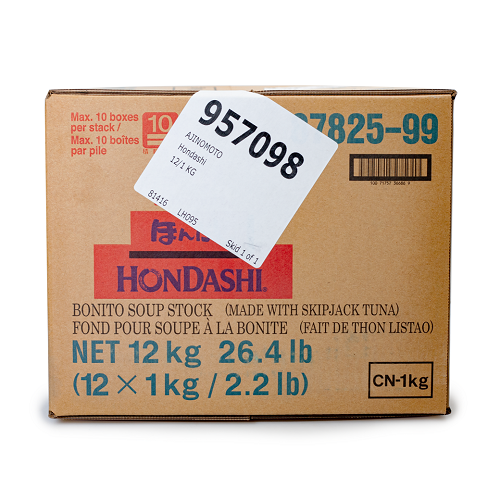 Max. 10 boxes
per stack /
Max. 10 boîtes
par pile
10
7825-99
957098
AJINOMOTO
Hondashi
12/1 KG
81416 LH095
Skid 1 of 1
ほん
HONDASHI
BONITO SOUP STOCK (MADE WITH SKIPJACK TUNA)
FOND POUR SOUPE À LA BONITE (FAIT DE THON LISTAO)
NET 12 kg 26.4 lb
(12 × 1 kg / 2.2 lb)
CN-1kg